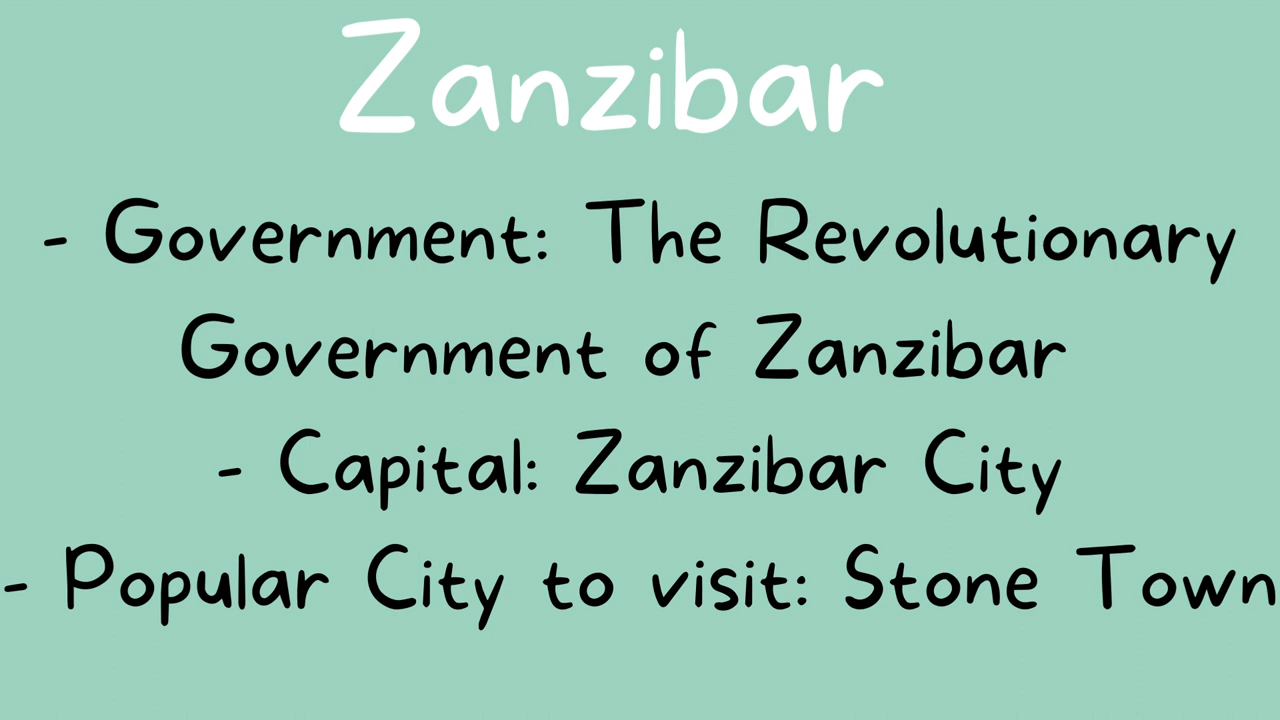 Zanzibar
- Government: The Revolutionary
Government of Zanzibar
- Capital: Zanzibar City
- Popular City to visit: Stone Town